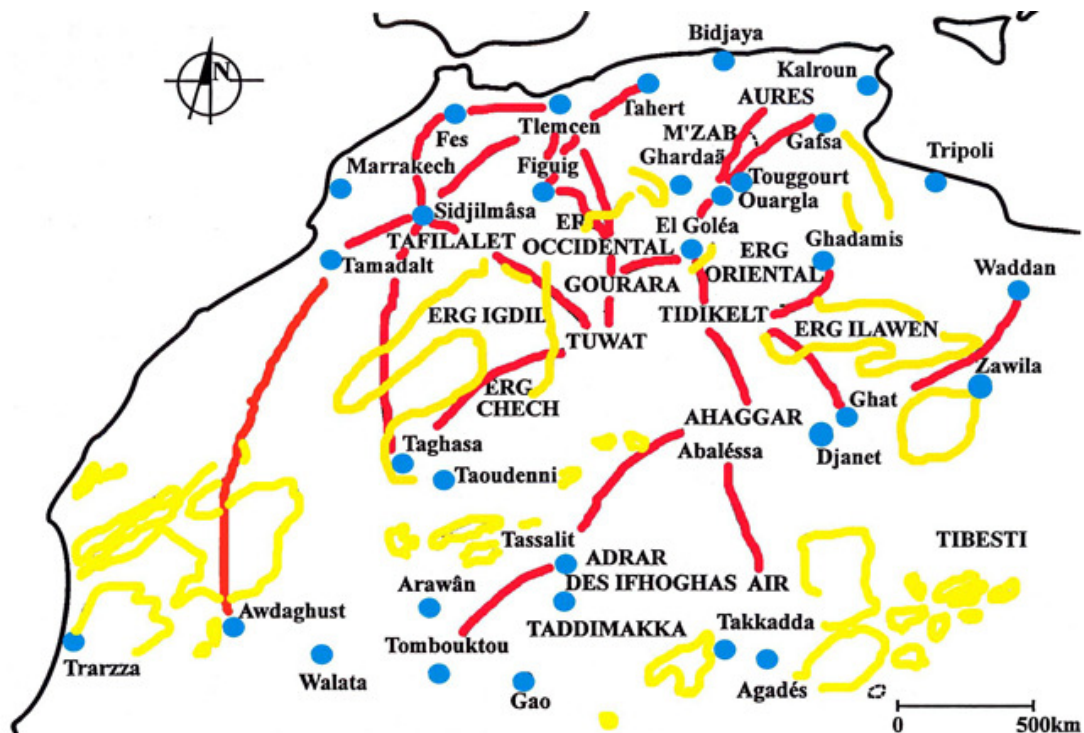 Bidjaya
N
Kalroun
Tahert
AURES
Tlemcen
Fes
M'ZAB
Gafsa
Marrakech
Figuig
Ghardaä
Tripoli
Touggourt
Sidjilmâsa
Ouargla
ERG
El Goléa
TAFILALET
OCCIDENTAL
ERG
Ghadamis
Tamadalt
ORIENTAL
Waddan
GOURARA
ERG IGDIL
TIDIKELT
TUWAT
ERG ILAWEN
Zawila
ERG
CHECH
Ghat
AHAGGAR
Taghasa
Abaléssa
Djanet
Taoudenni
Tassalit
TIBESTI
ADRAR
DES IFHOGHAS
AIR
Arawân
Awdaghust
TADDIMAKKA
Takkadda
Tombouktou
Trarzza
Walata
Agadés
Gao
0
500km